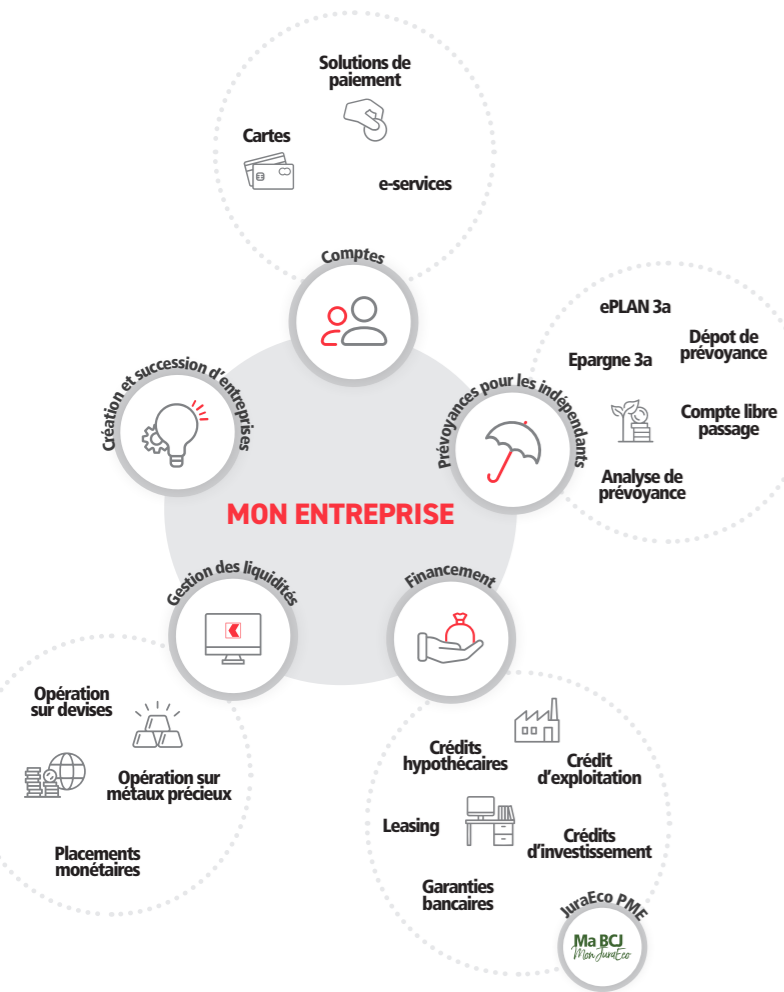 Solutions de
paiement
Cartes
e-services
Comptes
ePLAN 3a
Dépot de
prévoyance
Epargne 3a
Compte libre
passage
Analyse de
prévoyance
Prévoyances pour les indépendants
Création et succession d'entreprises
MON ENTREPRISE
Gestion des liquidités
Financement
Opération
sur devises
Opération sur
métaux précieux
Placements
monétaires
Crédits
hypothécaires
Crédit
d'exploitation
Leasing
Crédits
d'investissement
Garanties
bancaires
JuraEco PME
Ma BCJ
Mon JuraEco